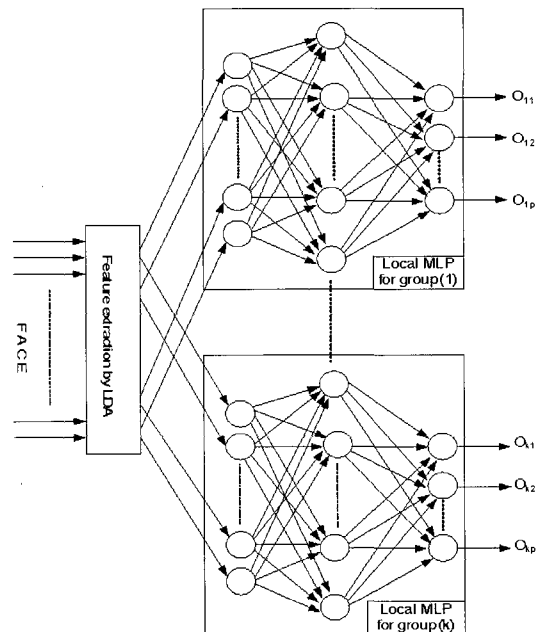 O11
O12
O1p
Local MLP
for group(1)
Feature extraction by LDA
FACE
Ok1
Ok2
Okp
Local MLP
for group(k)